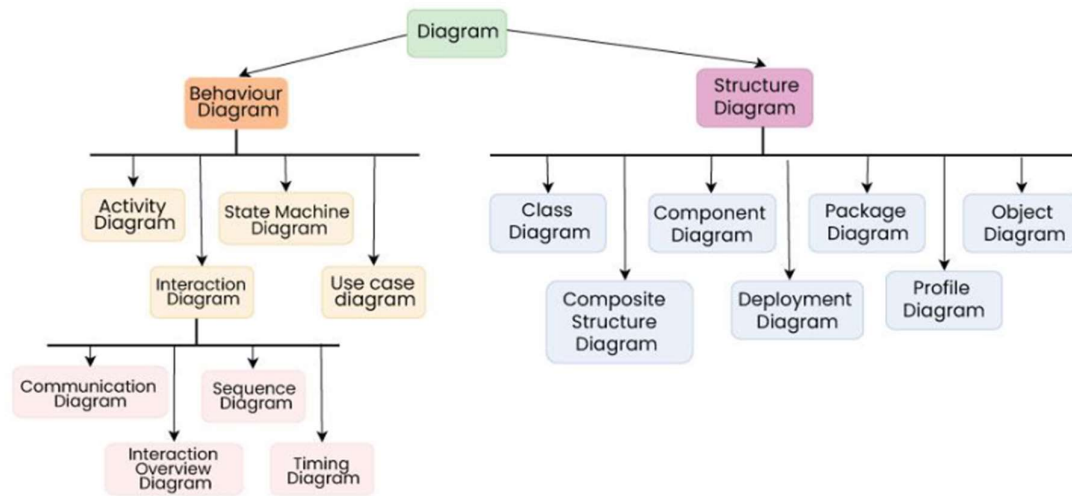 Diagram
Behaviour
Diagram
Structure
Diagram
Activity
Diagram
State Machine
Diagram
Interaction
Diagram
Use case
diagram
Class
Diagram
Component
Diagram
Package
Diagram
Object
Diagram
Composite
Structure
Diagram
Deployment
Diagram
Profile
Diagram
Communication
Diagram
Sequence
Diagram
Interaction
Overview
Diagram
Timing
Diagram